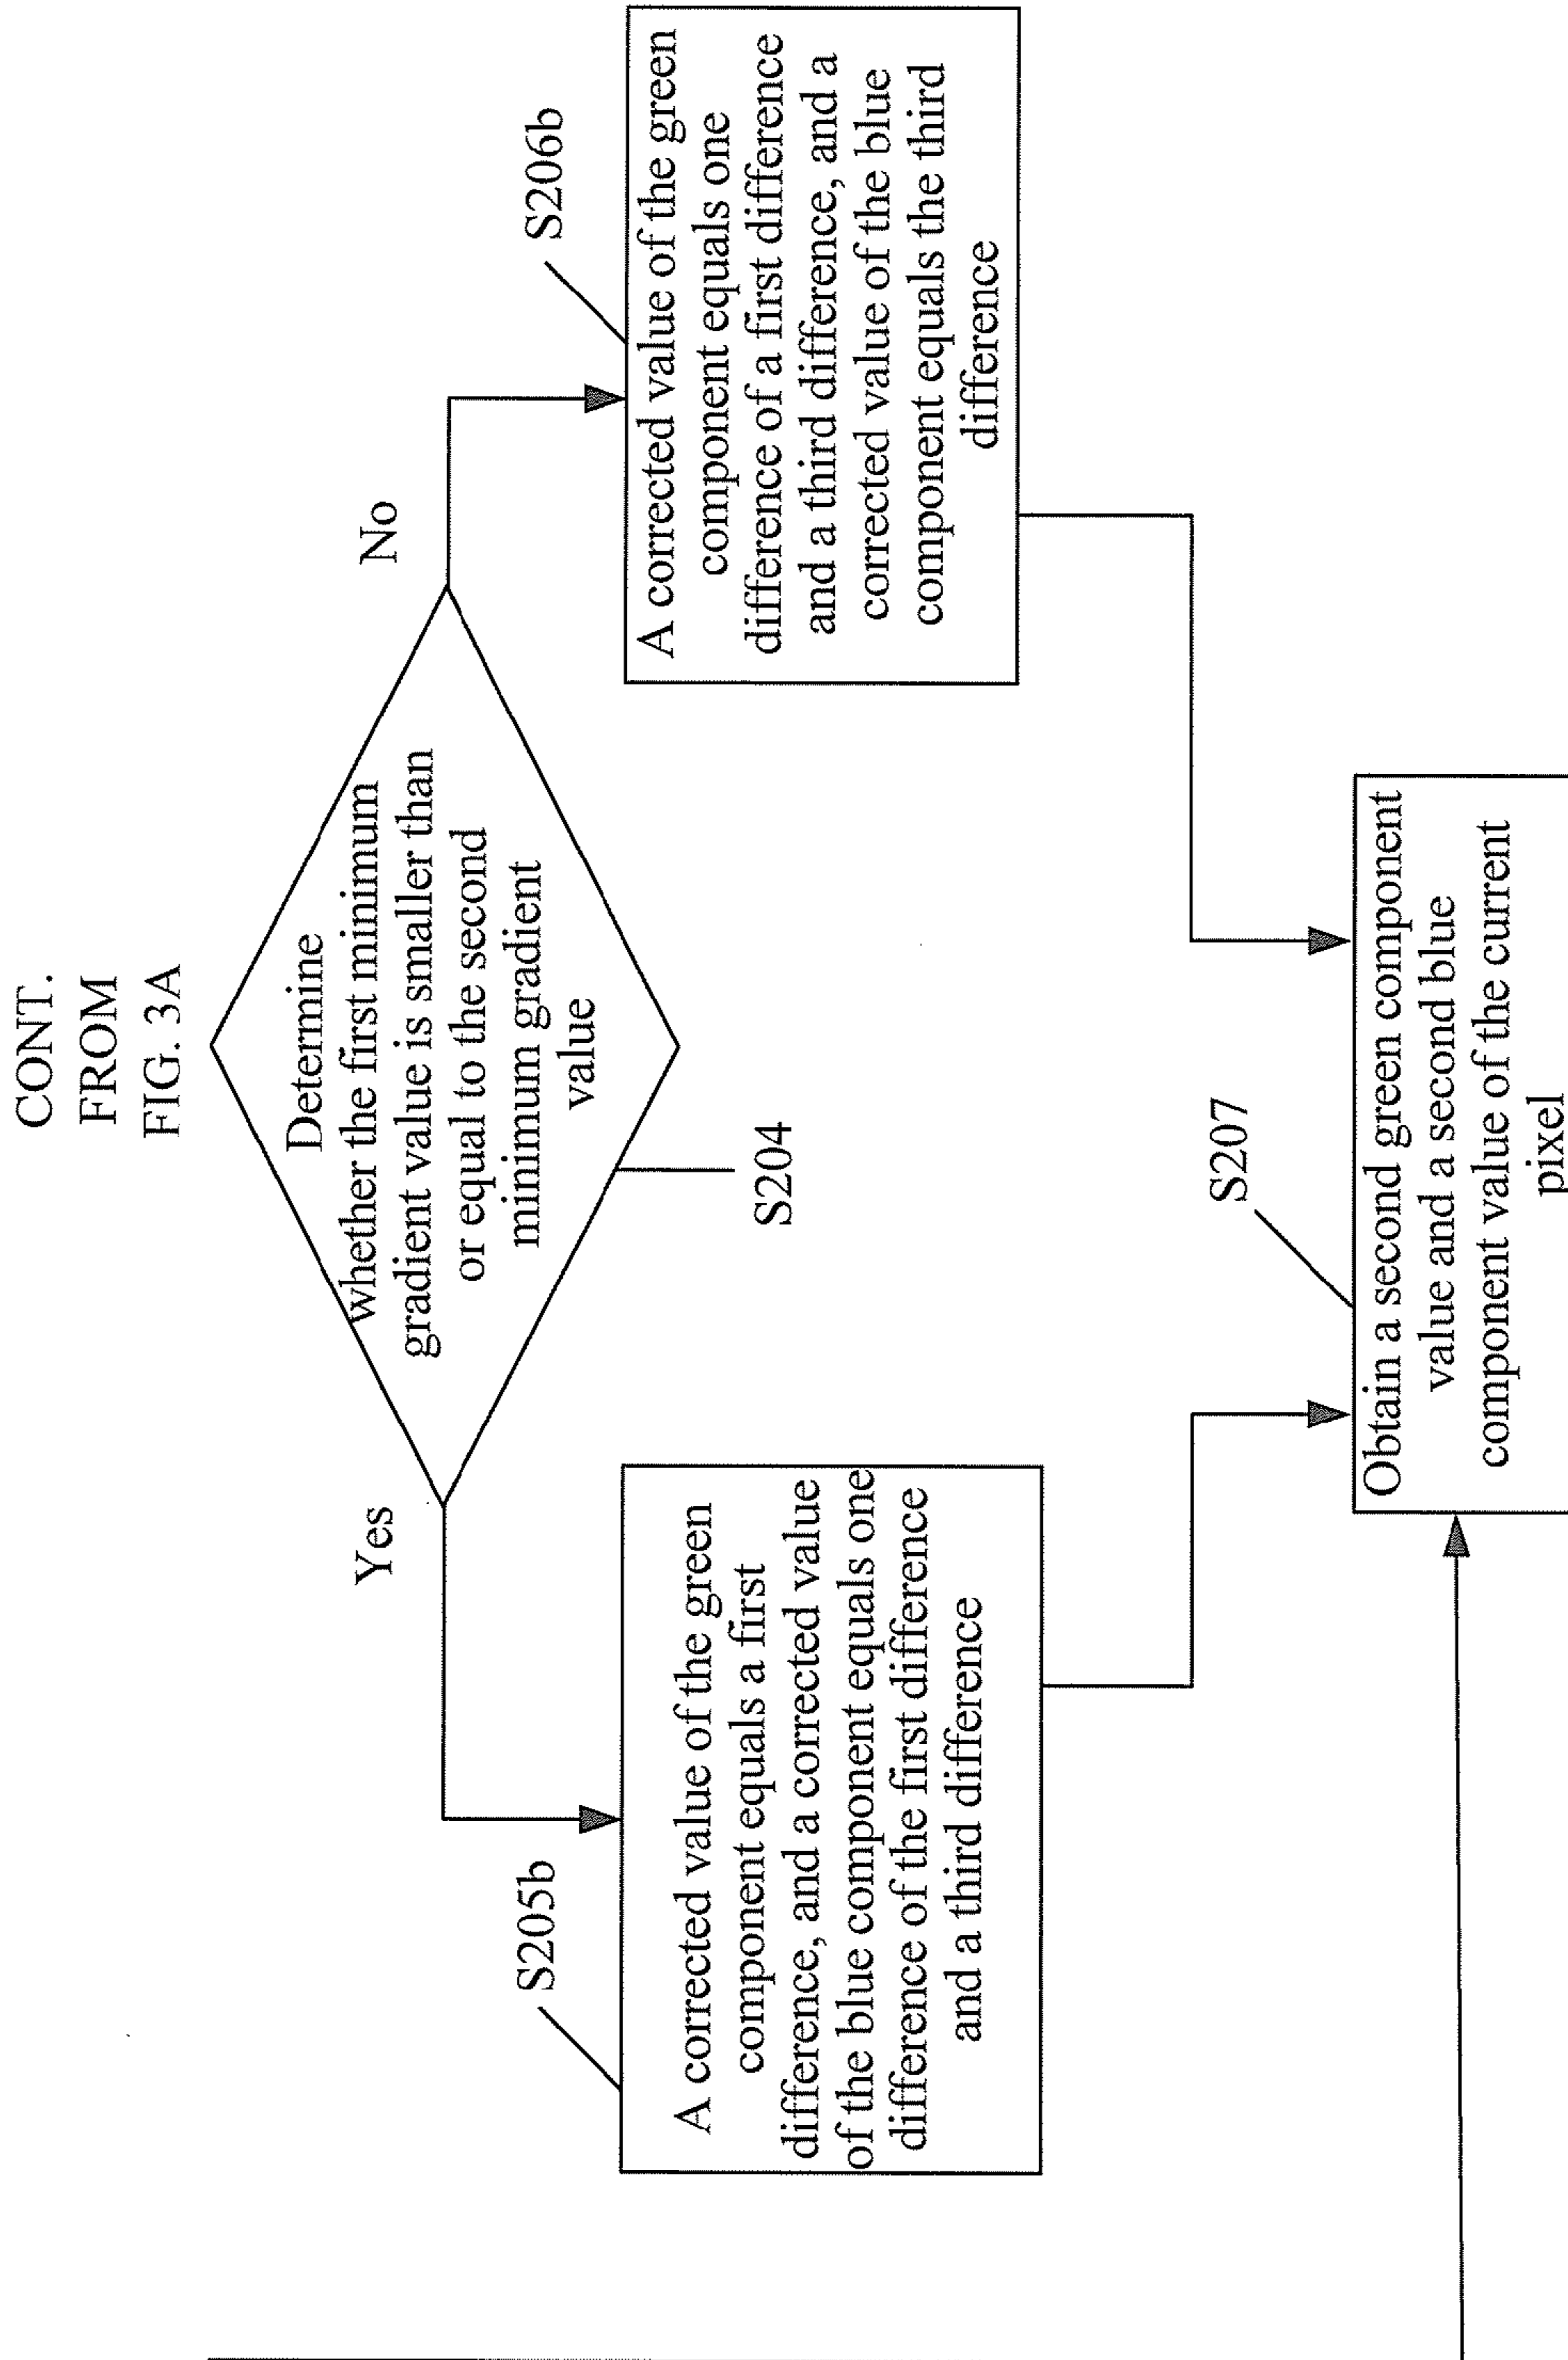 CONT.
FROM
FIG. 3A
Determine
whether the first minimum
gradient value is smaller than
or equal to the second
minimum gradient
value
S204
Yes
No
S205b
A corrected value of the green
component equals a first
difference, and a corrected value
of the blue component equals one
difference of the first difference
and a third difference
S206b
A corrected value of the green
component equals one
difference of a first difference
and a third difference, and a
corrected value of the blue
component equals the third
difference
S207
Obtain a second green component
value and a second blue
component value of the current
pixel